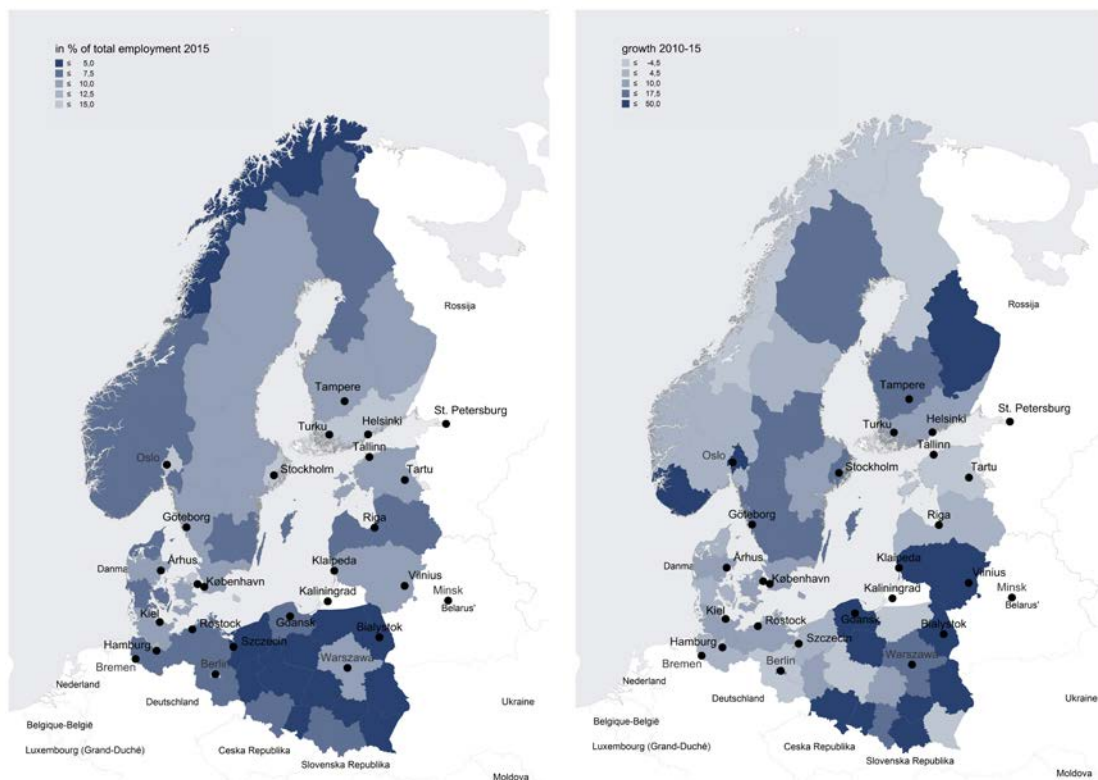 in % of total employment 2015
≤ 5,0
≤ 7,5
≤ 10,0
≤ 12,5
≤ 15,0
Rossija
Tampere
St. Petersburg
Turku
Helsinki
Tallinn
Oslo
Stockholm
Tartu
Göteborg
Riga
Danma
Århus
Klaipeda
København
Vilnius
Kaliningrad
Minsk
Belarus'
Kiel
Rostock
Gdansk
Bialystok
Hamburg
Szczecin
Bremen
Berlin
Warszawa
Nederland
Deutschland
Ukraine
Belgique-België
Luxembourg (Grand-Duché)
Ceska Republika
Slovenska Republika
Moldova
growth 2010-15
≤ -4,5
≤ 4,5
≤ 10,0
≤ 17,5
≤ 50,0
Rossija
Tampere
St. Petersburg
Turku
Helsinki
Tallinn
Oslo
Stockholm
Tartu
Göteborg
Riga
Danma
Århus
Klaipeda
København
Vilnius
Kaliningrad
Minsk
Belarus'
Kiel
Rostock
Gdansk
Bialystok
Hamburg
Szczecin
Bremen
Berlin
Warszawa
Nederland
Deutschland
Ukraine
Belgique-België
Luxembourg (Grand-Duché)
Ceska Republika
Slovenska Republika
Moldova